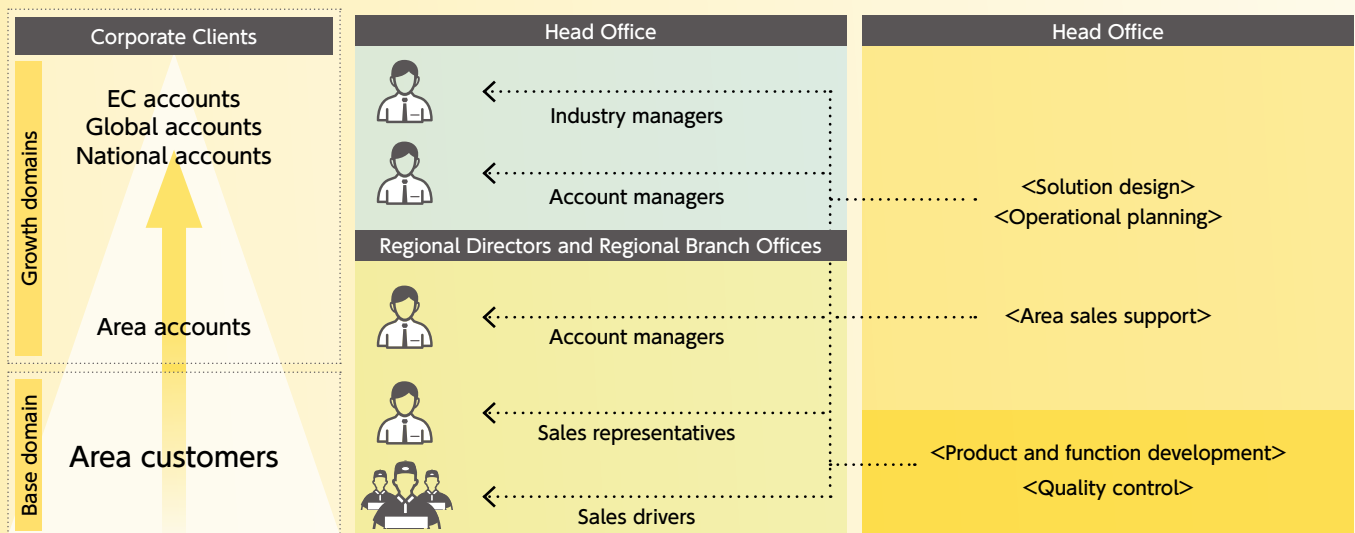 Corporate Clients
Growth domains
EC accounts
Global accounts
National accounts
Area accounts
Base domain
Area customers
Head Office
Industry managers
Account managers
Regional Directors and Regional Branch Offices
Account managers
Sales representatives
Sales drivers
Head Office
<Solution design>
<Operational planning>
<Area sales support>
<Product and function development>
<Quality control>